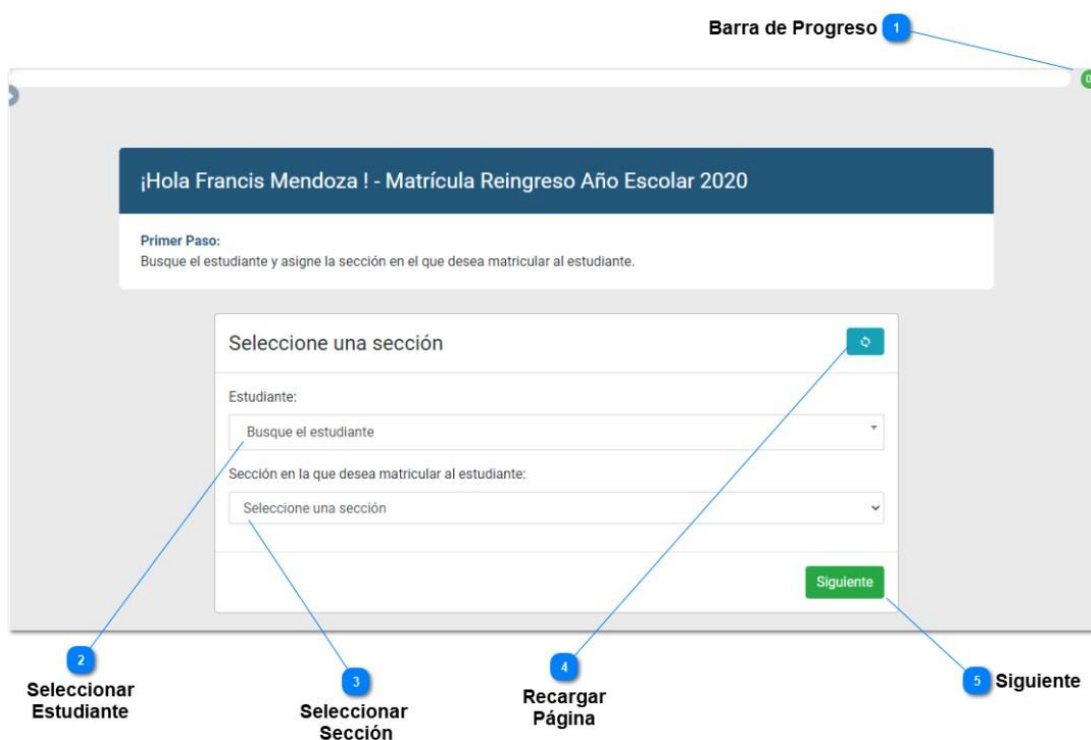 Barra de Progreso 1
¡Hola Francis Mendoza ! - Matrícula Reingreso Año Escolar 2020
Primer Paso:
Busque el estudiante y asigne la sección en el que desea matricular al estudiante.
Seleccione una sección
Estudiante:
Busque el estudiante
Sección en la que desea matricular al estudiante:
Seleccione una sección
Siguiente
2
Seleccionar
Estudiante
3
Seleccionar
Sección
4
Recargar
Página
5 Siguiente